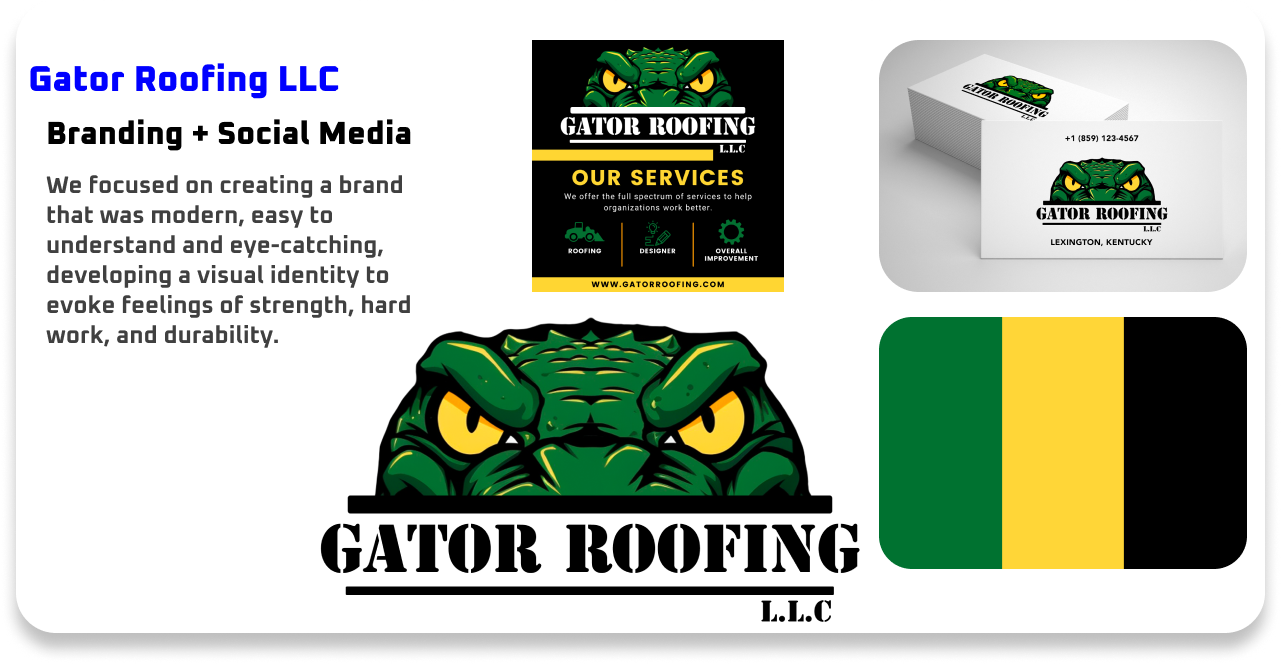 Gator Roofing LLC
Branding + Social Media
We focused on creating a brand
that was modern, easy to
understand and eye-catching,
developing a visual identity to
evoke feelings of strength, hard
work, and durability.
GATOR ROOFING
L.L.C
OUR SERVICES
We offer the full spectrum of services to help
organizations work better.
ROOFING
DESIGNER
OVERALL
IMPROVEMENT
WWW.GATORROOFING.COM
GATOR ROOFING
L.L.C
+1 (859) 123-4567
GATOR ROOFING
L.L.C
LEXINGTON, KENTUCKY
GATOR ROOFING
L.L.C